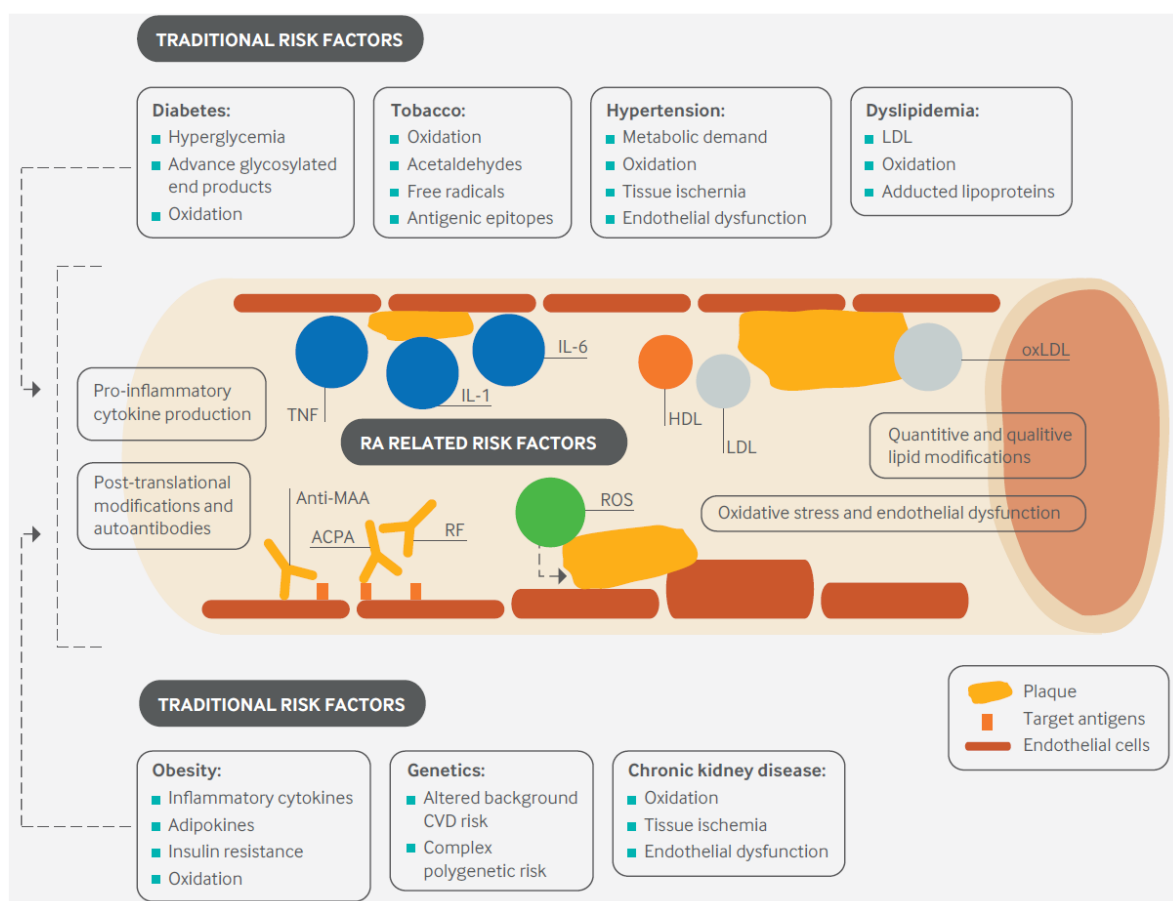 TRADITIONAL RISK FACTORS
Diabetes:
Hyperglycemia
Advance glycosylated
end products
Oxidation
Tobacco:
Oxidation
Acetaldehydes
Free radicals
Antigenic epitopes
Hypertension:
Metabolic demand
Oxidation
Tissue ischernia
Endothelial dysfunction
Dyslipidemia:
LDL
Oxidation
Adducted lipoproteins
Pro-inflammatory
cytokine production
TNF
IL-1
IL-6
HDL
LDL
oxLDL
RA RELATED RISK FACTORS
Quantitive and qualitive
lipid modifications
Post-translational
modifications and
autoantibodies
Anti-MAA
ACPA
RF
ROS
Oxidative stress and endothelial dysfunction
TRADITIONAL RISK FACTORS
Obesity:
Inflammatory cytokines
Adipokines
Insulin resistance
Oxidation
Genetics:
Altered background
CVD risk
Complex
polygenetic risk
Chronic kidney disease:
Oxidation
Tissue ischemia
Endothelial dysfunction
Plaque
Target antigens
Endothelial cells